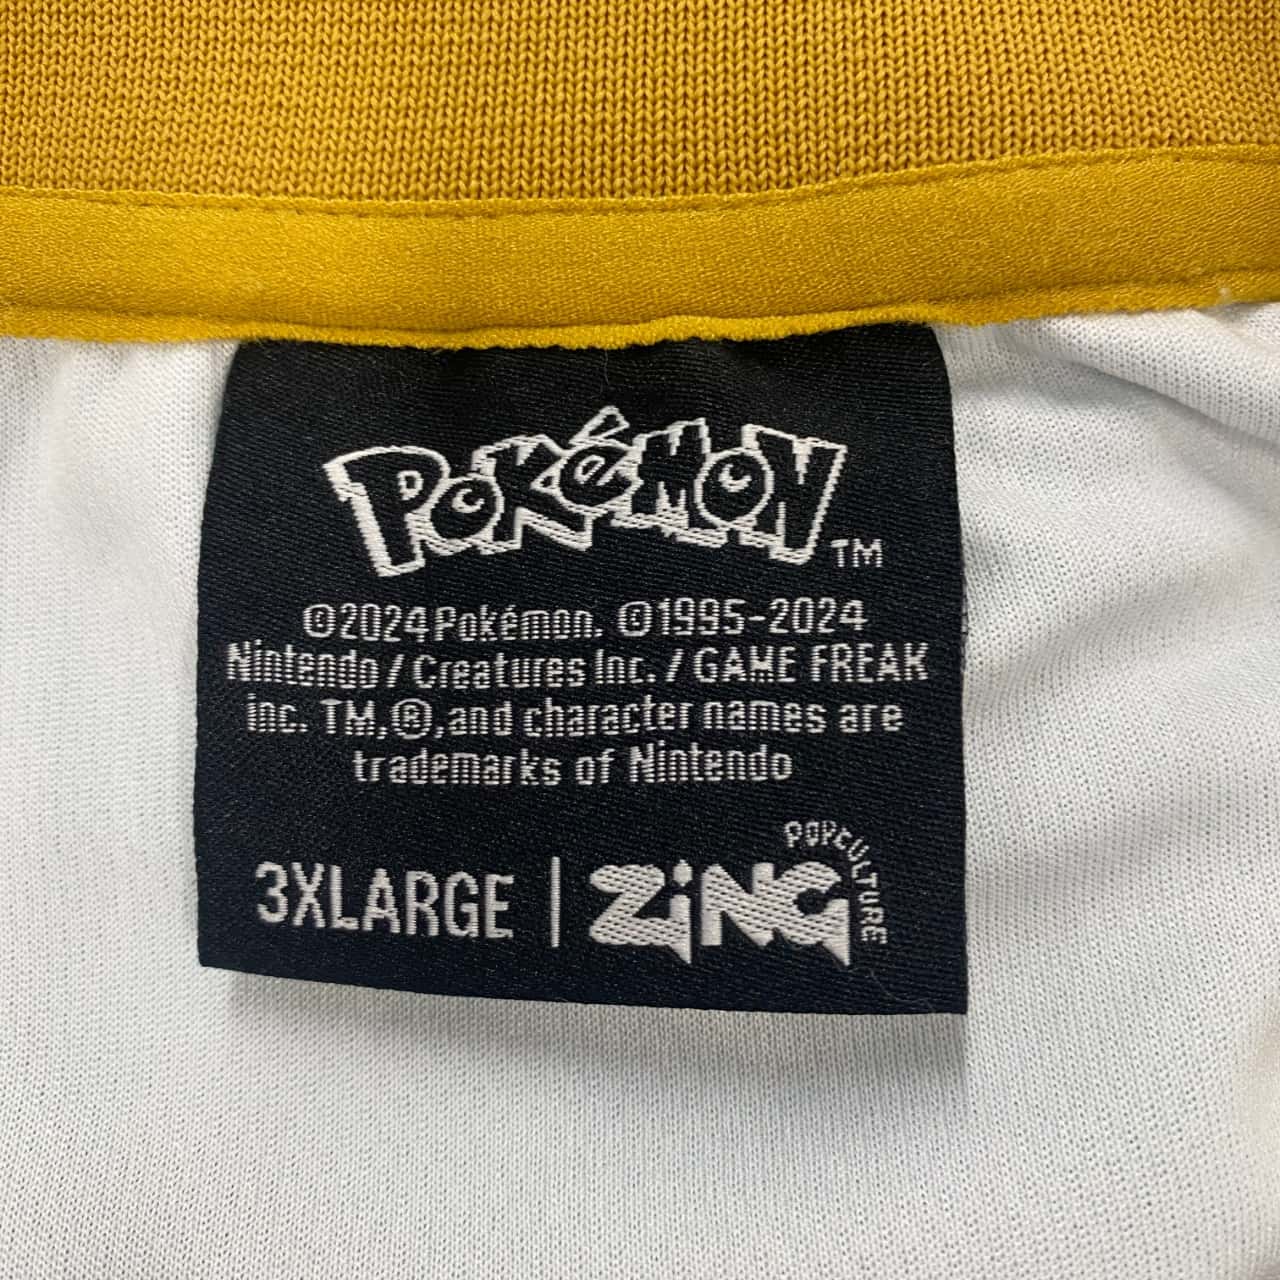 POKéMON TM
©2024 Pokémon. ©1995-2024
Nintendo / Creatures Inc. / GAME FREAK
inc. TM,®,and character names are
trademarks of Nintendo
3XLARGE | ZiNG POPCULTURE